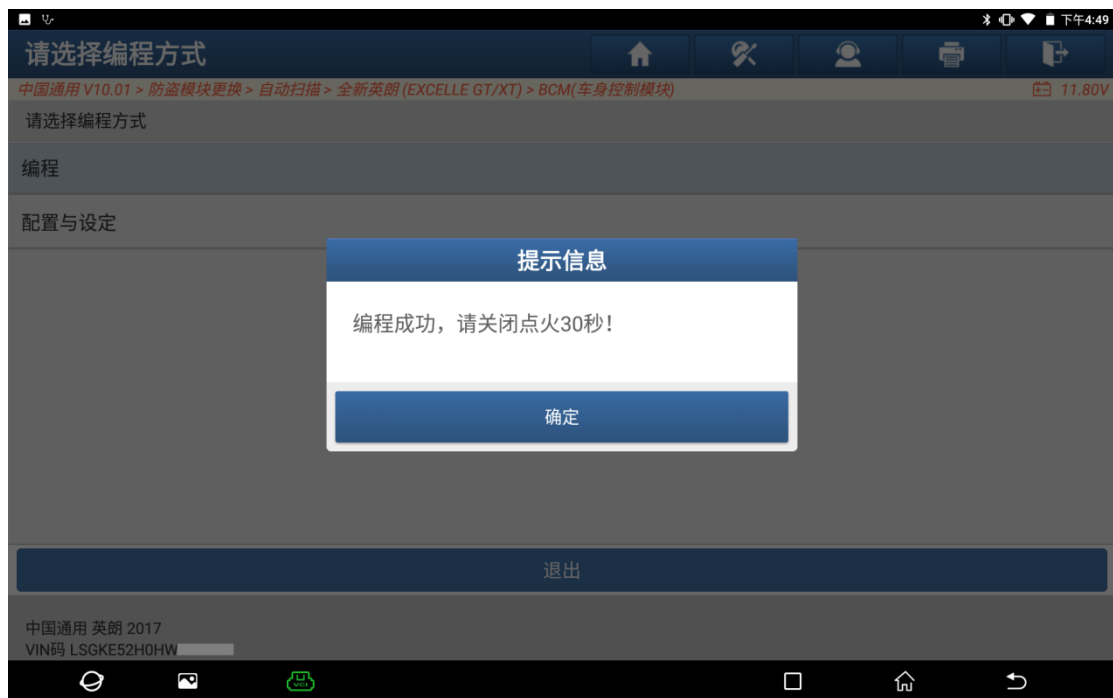 下午4:49
请选择编程方式
中国通用 V10.01 > 防盗模块更换 > 自动扫描 > 全新英朗 (EXCELLE GT/XT) > BCM(车身控制模块)
11.80V
请选择编程方式
编程
配置与设定
提示信息
编程成功，请关闭点火30秒!
确定
退出
中国通用 英朗 2017
VIN码 LSGKE52H0HW
VCI